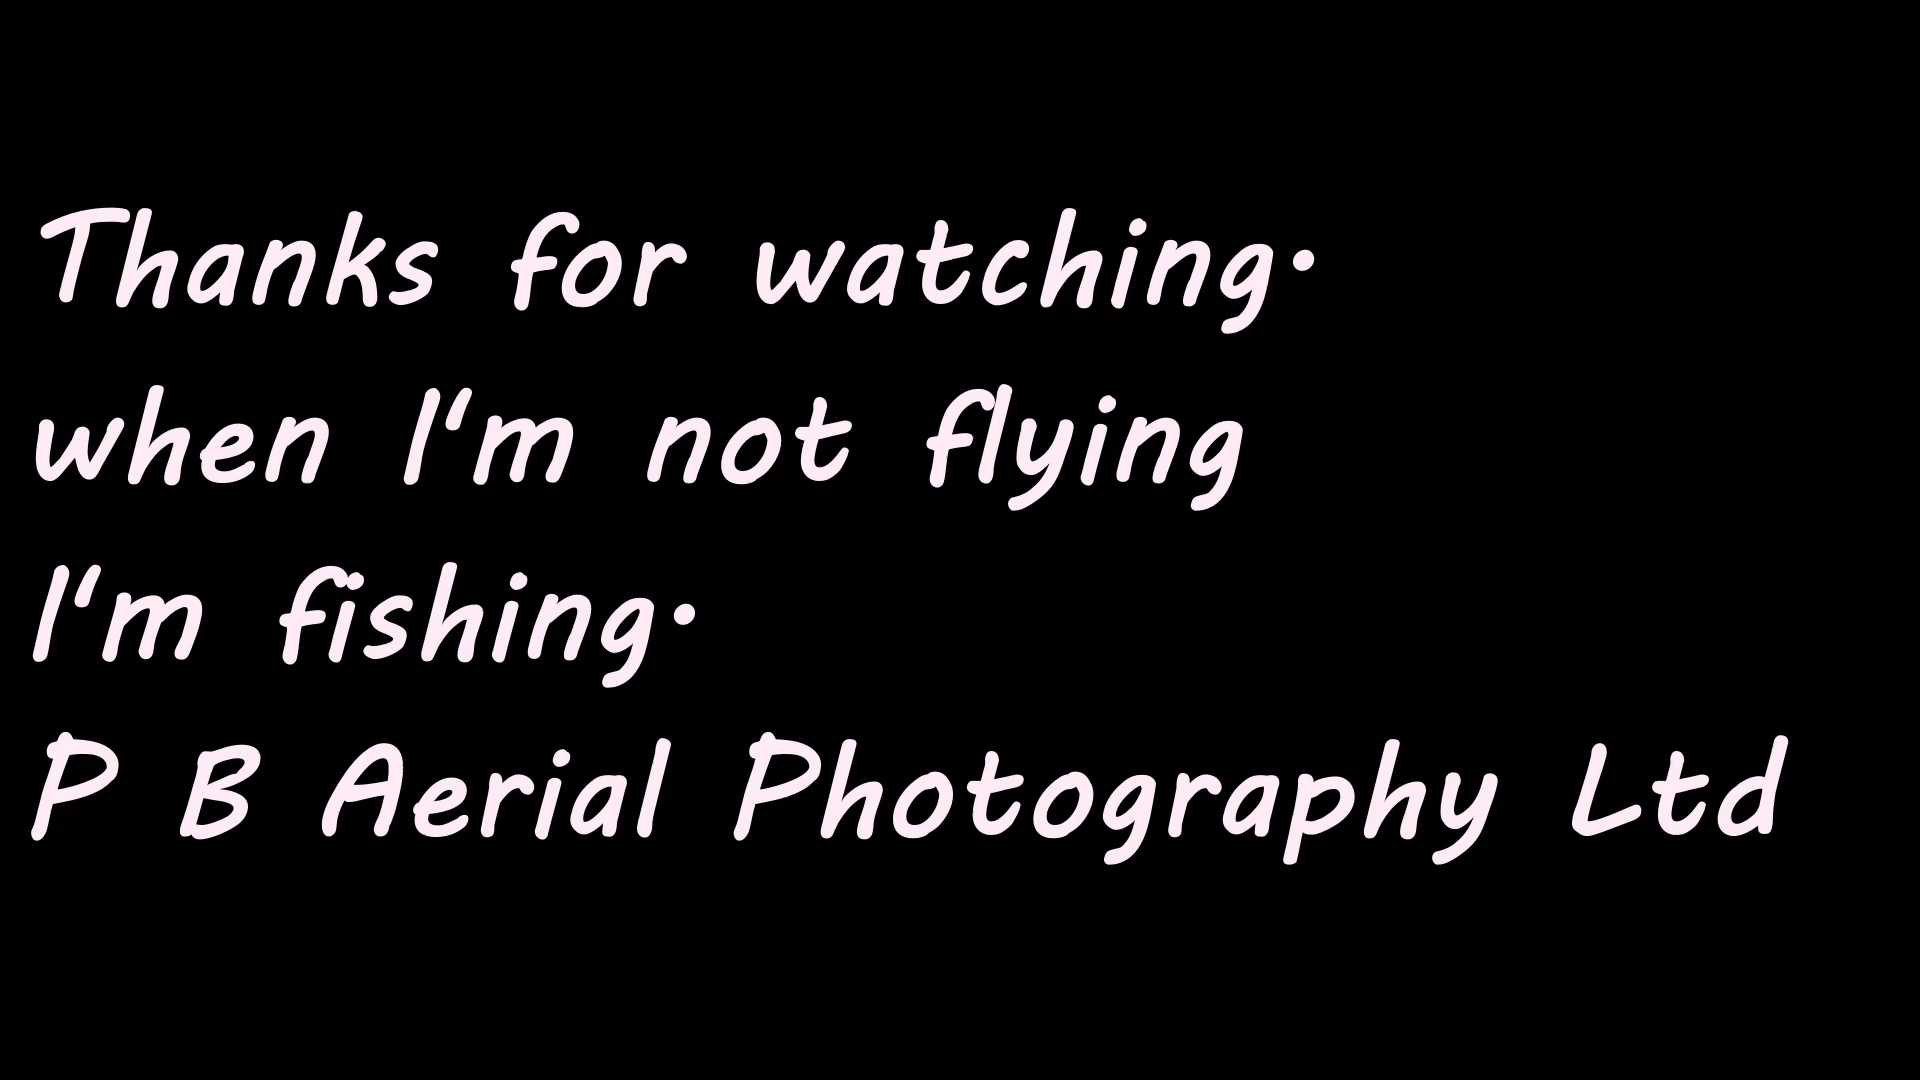 Thanks for watching.
when I'm not flying
I'm fishing.
P B Aerial Photography Ltd